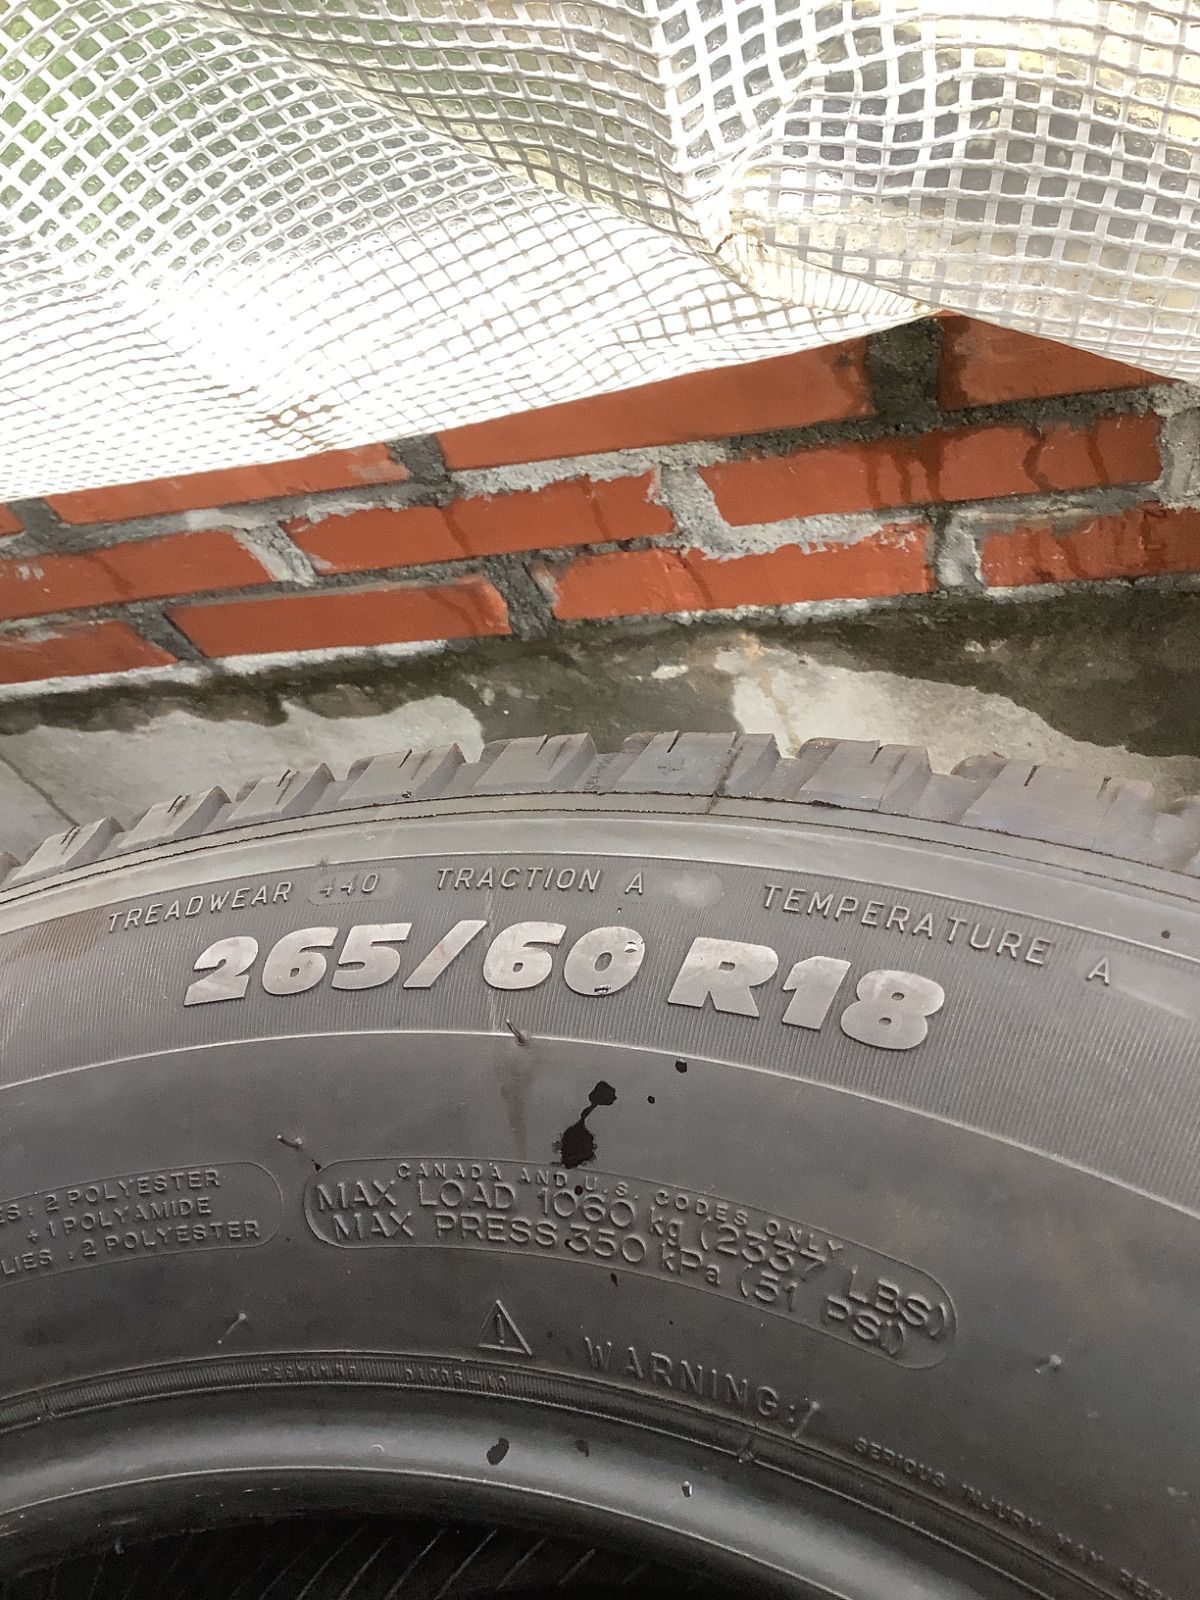 TREADWEAR 440 TRACTION A TEMPERATURE A
265/60 R18
: 2 POLYESTER
+ 1 POLYAMIDE
: 2 POLYESTER
CANADA AND U.S. CODES ONLY
MAX LOAD 1060 kg (2337 LBS)
MAX PRESS 350 kPa (51 PSI)
WARNING:
SERIOUS INJURY MAY